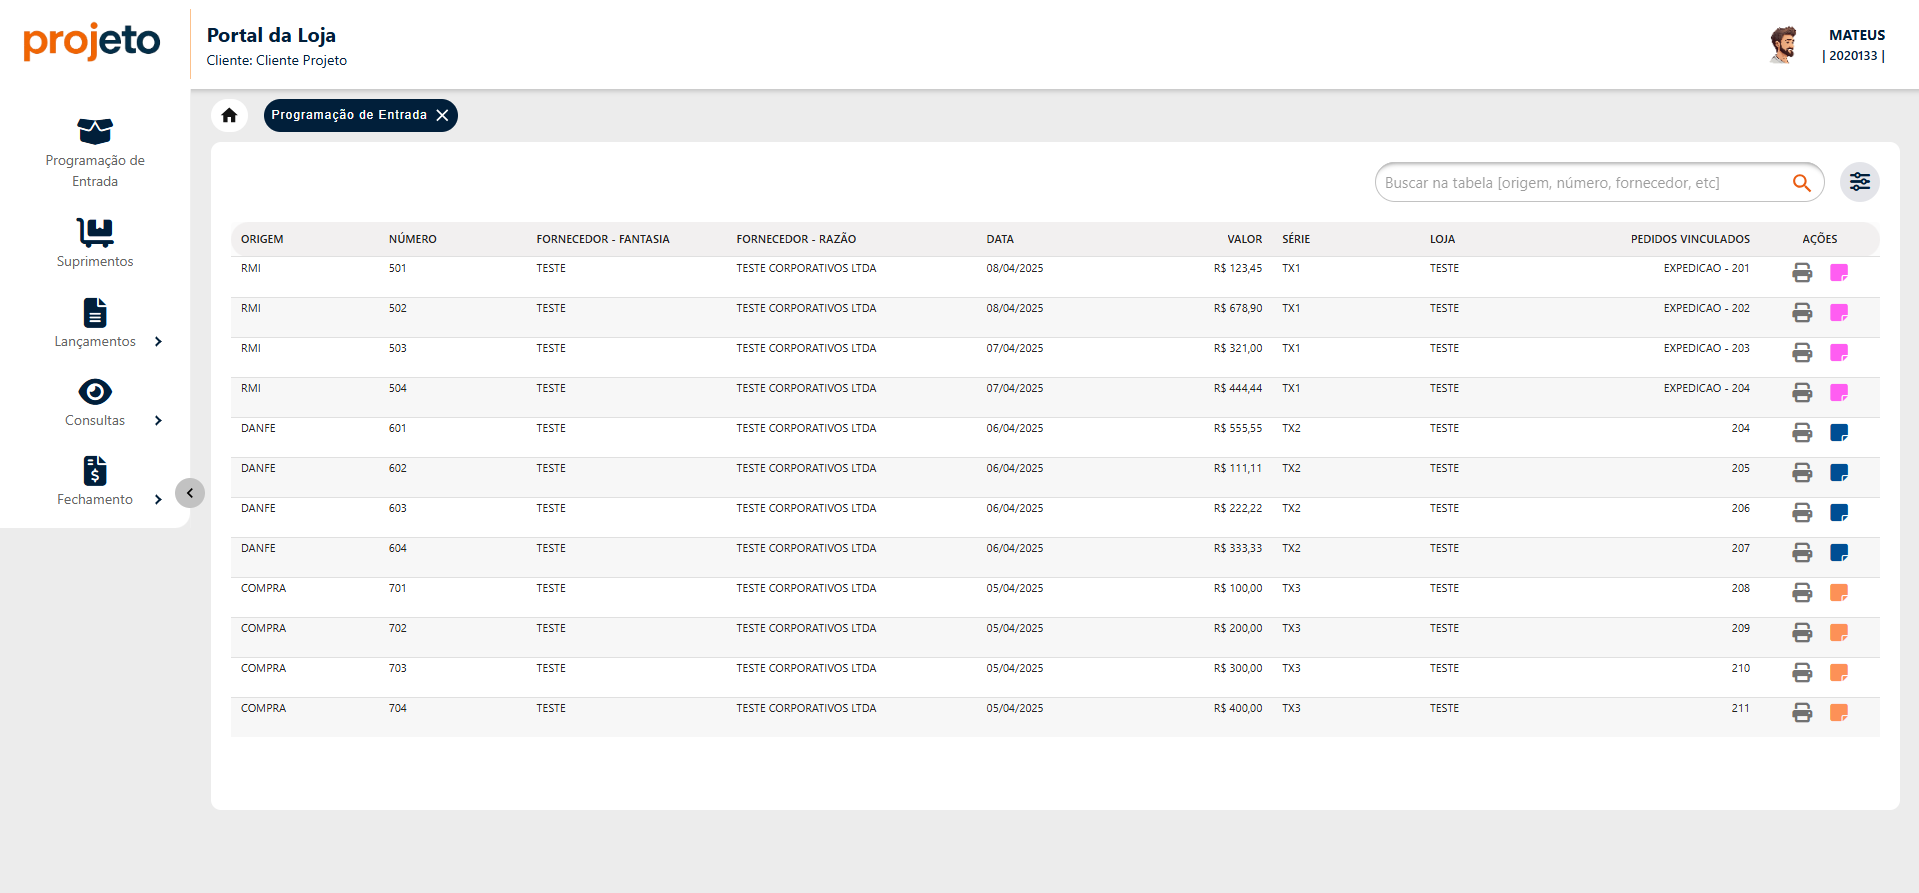 projeto
Portal da Loja
Cliente: Cliente Projeto
MATEUS
| 2020133 |
Programação de
Entrada
Suprimentos
Lançamentos
Consultas
Fechamento
Programação de Entrada
Buscar na tabela [origem, número, fornecedor, etc]
ORIGEM NÚMERO FORNECEDOR - FANTASIA FORNECEDOR - RAZÃO DATA VALOR SÉRIE LOJA PEDIDOS VINCULADOS AÇÕES
RMI 501 TESTE TESTE CORPORATIVOS LTDA 08/04/2025 R$ 123,45 TX1 TESTE EXPEDICAO - 201
RMI 502 TESTE TESTE CORPORATIVOS LTDA 08/04/2025 R$ 678,90 TX1 TESTE EXPEDICAO - 202
RMI 503 TESTE TESTE CORPORATIVOS LTDA 07/04/2025 R$ 321,00 TX1 TESTE EXPEDICAO - 203
RMI 504 TESTE TESTE CORPORATIVOS LTDA 07/04/2025 R$ 444,44 TX1 TESTE EXPEDICAO - 204
DANFE 601 TESTE TESTE CORPORATIVOS LTDA 06/04/2025 R$ 555,55 TX2 TESTE 204
DANFE 602 TESTE TESTE CORPORATIVOS LTDA 06/04/2025 R$ 111,11 TX2 TESTE 205
DANFE 603 TESTE TESTE CORPORATIVOS LTDA 06/04/2025 R$ 222,22 TX2 TESTE 206
DANFE 604 TESTE TESTE CORPORATIVOS LTDA 06/04/2025 R$ 333,33 TX2 TESTE 207
COMPRA 701 TESTE TESTE CORPORATIVOS LTDA 05/04/2025 R$ 100,00 TX3 TESTE 208
COMPRA 702 TESTE TESTE CORPORATIVOS LTDA 05/04/2025 R$ 200,00 TX3 TESTE 209
COMPRA 703 TESTE TESTE CORPORATIVOS LTDA 05/04/2025 R$ 300,00 TX3 TESTE 210
COMPRA 704 TESTE TESTE CORPORATIVOS LTDA 05/04/2025 R$ 400,00 TX3 TESTE 211